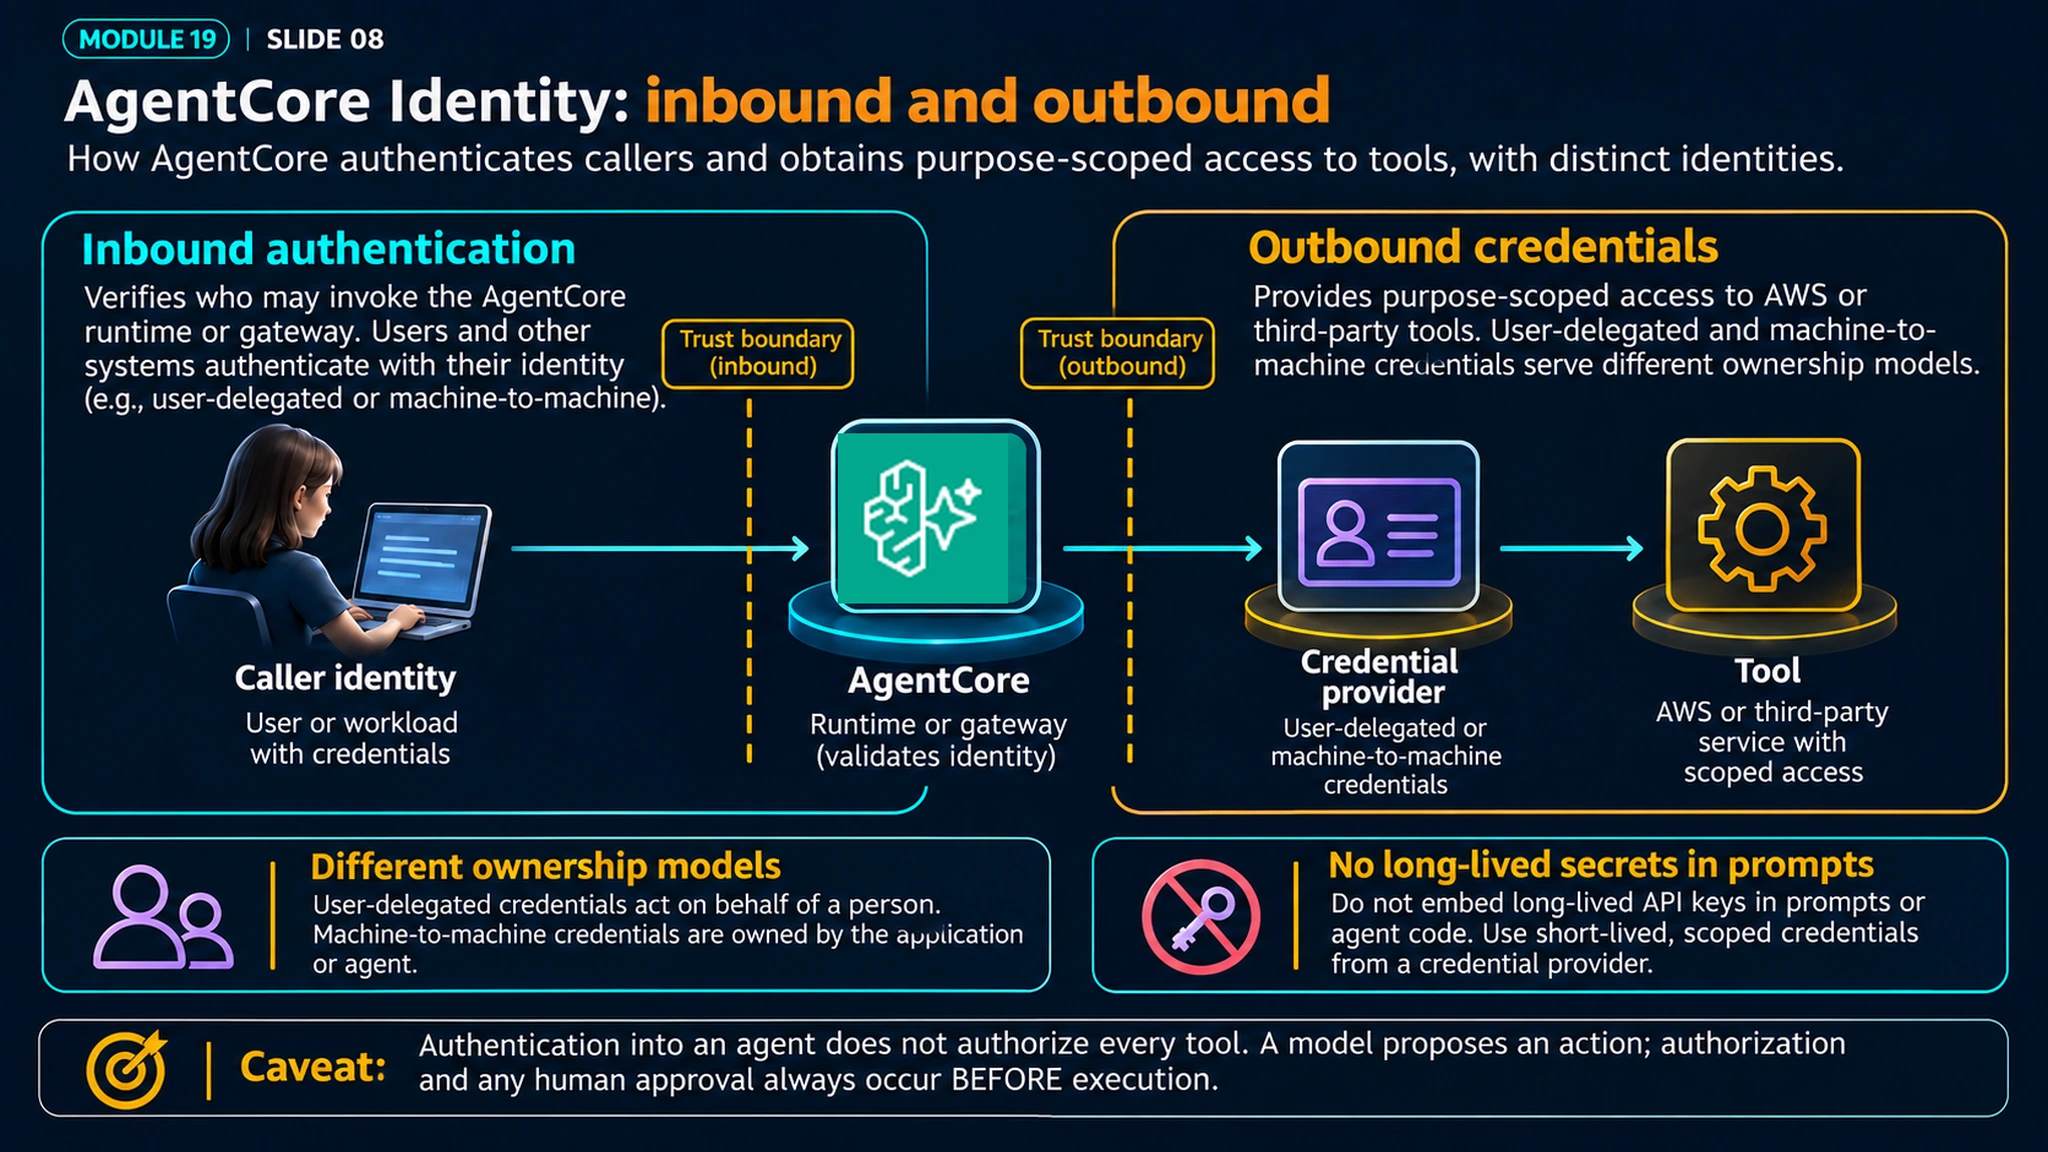 MODULE 19 | SLIDE 08
AgentCore Identity: inbound and outbound
How AgentCore authenticates callers and obtains purpose-scoped access to tools, with distinct identities.
Inbound authentication
Verifies who may invoke the AgentCore
runtime or gateway. Users and other
systems authenticate with their identity
(e.g., user-delegated or machine-to-machine).
Trust boundary
(inbound)
Trust boundary
(outbound)
Outbound credentials
Provides purpose-scoped access to AWS or
third-party tools. User-delegated and machine-to-
machine credentials serve different ownership models.
Caller identity
User or workload
with credentials
AgentCore
Runtime or gateway
(validates identity)
Credential
provider
User-delegated or
machine-to-machine
credentials
Tool
AWS or third-party
service with
scoped access
Different ownership models
User-delegated credentials act on behalf of a person.
Machine-to-machine credentials are owned by the application
or agent.
No long-lived secrets in prompts
Do not embed long-lived API keys in prompts or
agent code. Use short-lived, scoped credentials
from a credential provider.
Caveat:
Authentication into an agent does not authorize every tool. A model proposes an action; authorization
and any human approval always occur BEFORE execution.